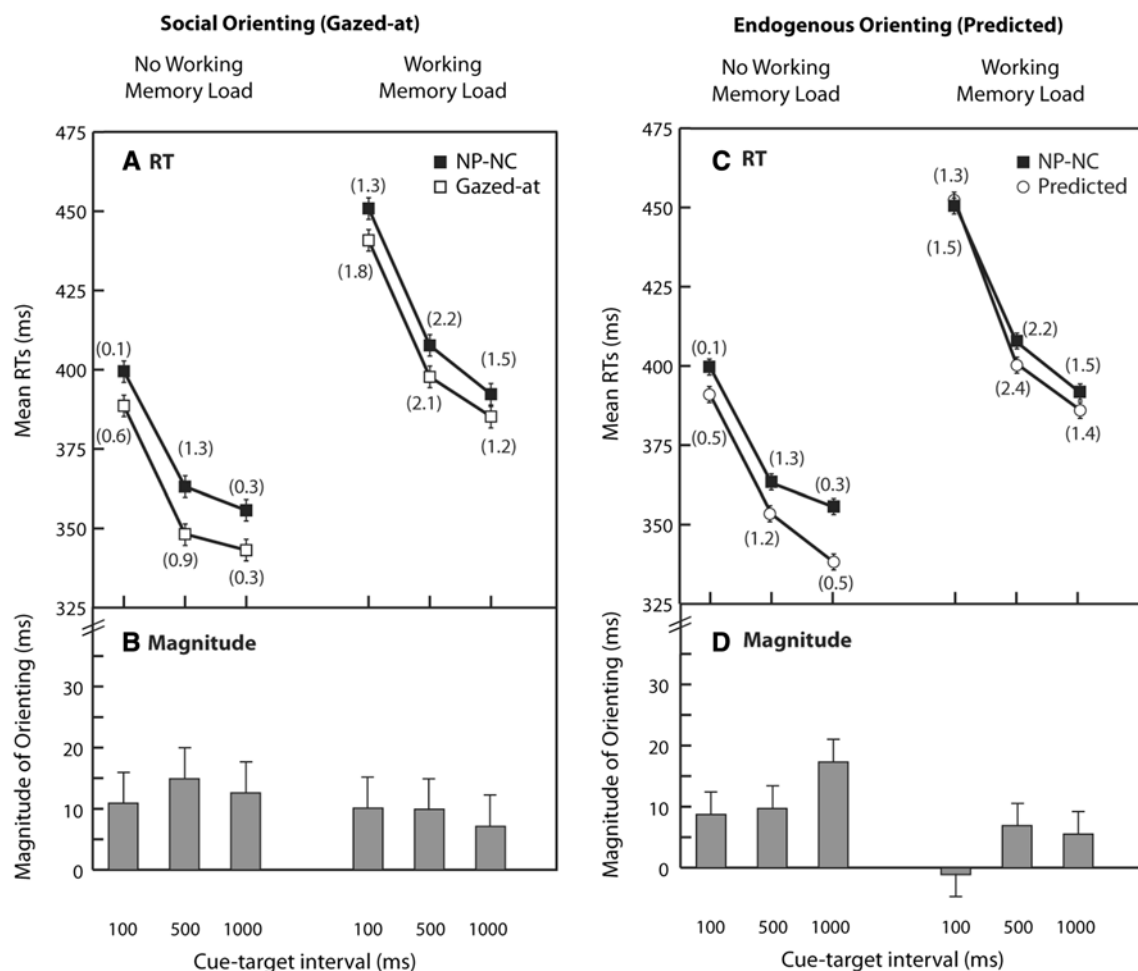 Social Orienting (Gazed-at)
No Working
Memory Load
Working
Memory Load
A RT
NP-NC
Gazed-at
475
450
425
400
375
350
325
Mean RTs (ms)
(0.1)
(0.6)
(1.3)
(0.9)
(0.3)
(0.3)
(1.3)
(1.8)
(2.2)
(2.1)
(1.5)
(1.2)
B Magnitude
30
20
10
0
Magnitude of Orienting (ms)
100 500 1000 100 500 1000
Cue-target interval (ms)
Endogenous Orienting (Predicted)
No Working
Memory Load
Working
Memory Load
C RT
NP-NC
Predicted
475
450
425
400
375
350
325
Mean RTs (ms)
(0.1)
(0.5)
(1.3)
(1.2)
(0.3)
(0.5)
(1.3)
(1.5)
(2.2)
(2.4)
(1.5)
(1.4)
D Magnitude
30
20
10
0
Magnitude of Orienting (ms)
100 500 1000 100 500 1000
Cue-target interval (ms)